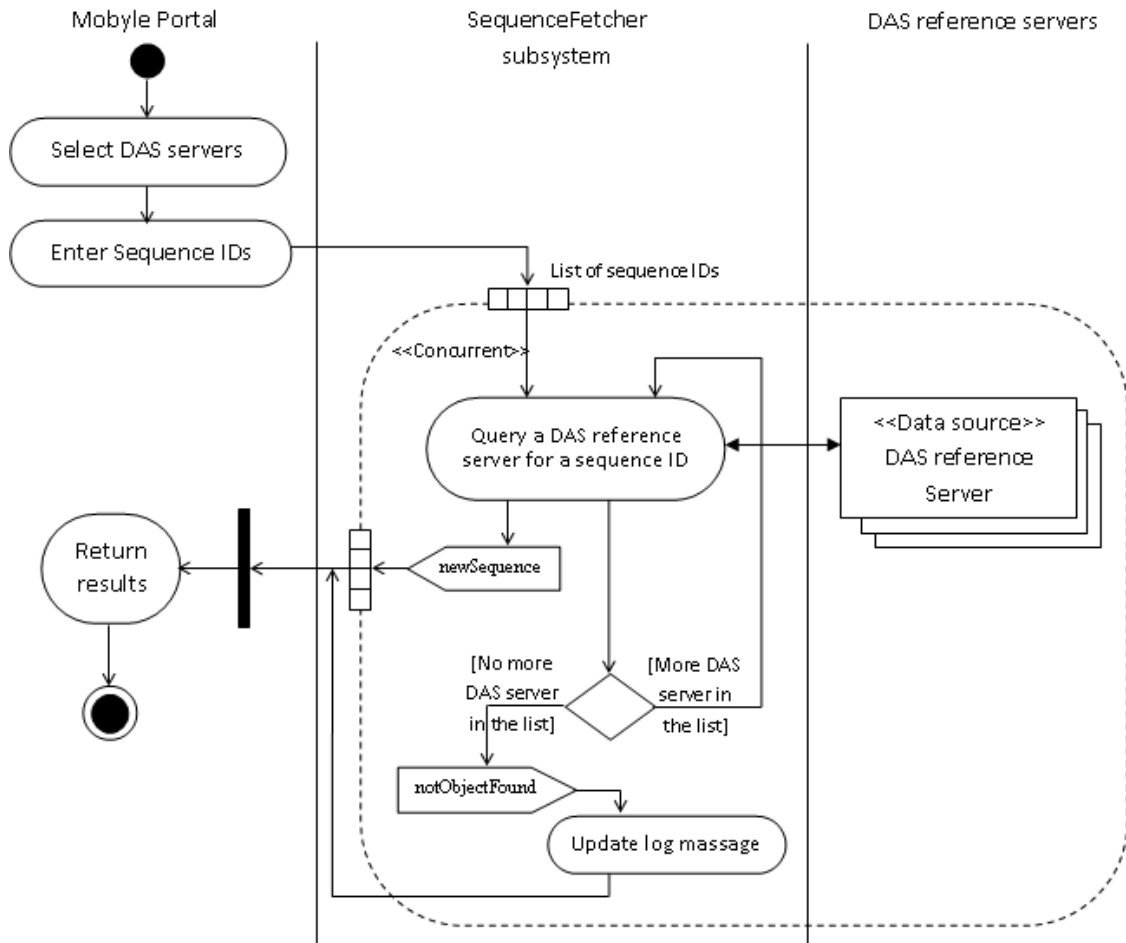 Mobyle Portal
SequenceFetcher
subsystem
DAS reference servers
Select DAS servers
Enter Sequence IDs
List of sequence IDs
<<Concurrent>>
Query a DAS reference
server for a sequence ID
<<Data source>>
DAS reference
Server
newSequence
Return
results
[No more
DAS server
in the list]
[More DAS
server in
the list]
notObjectFound
Update log massage